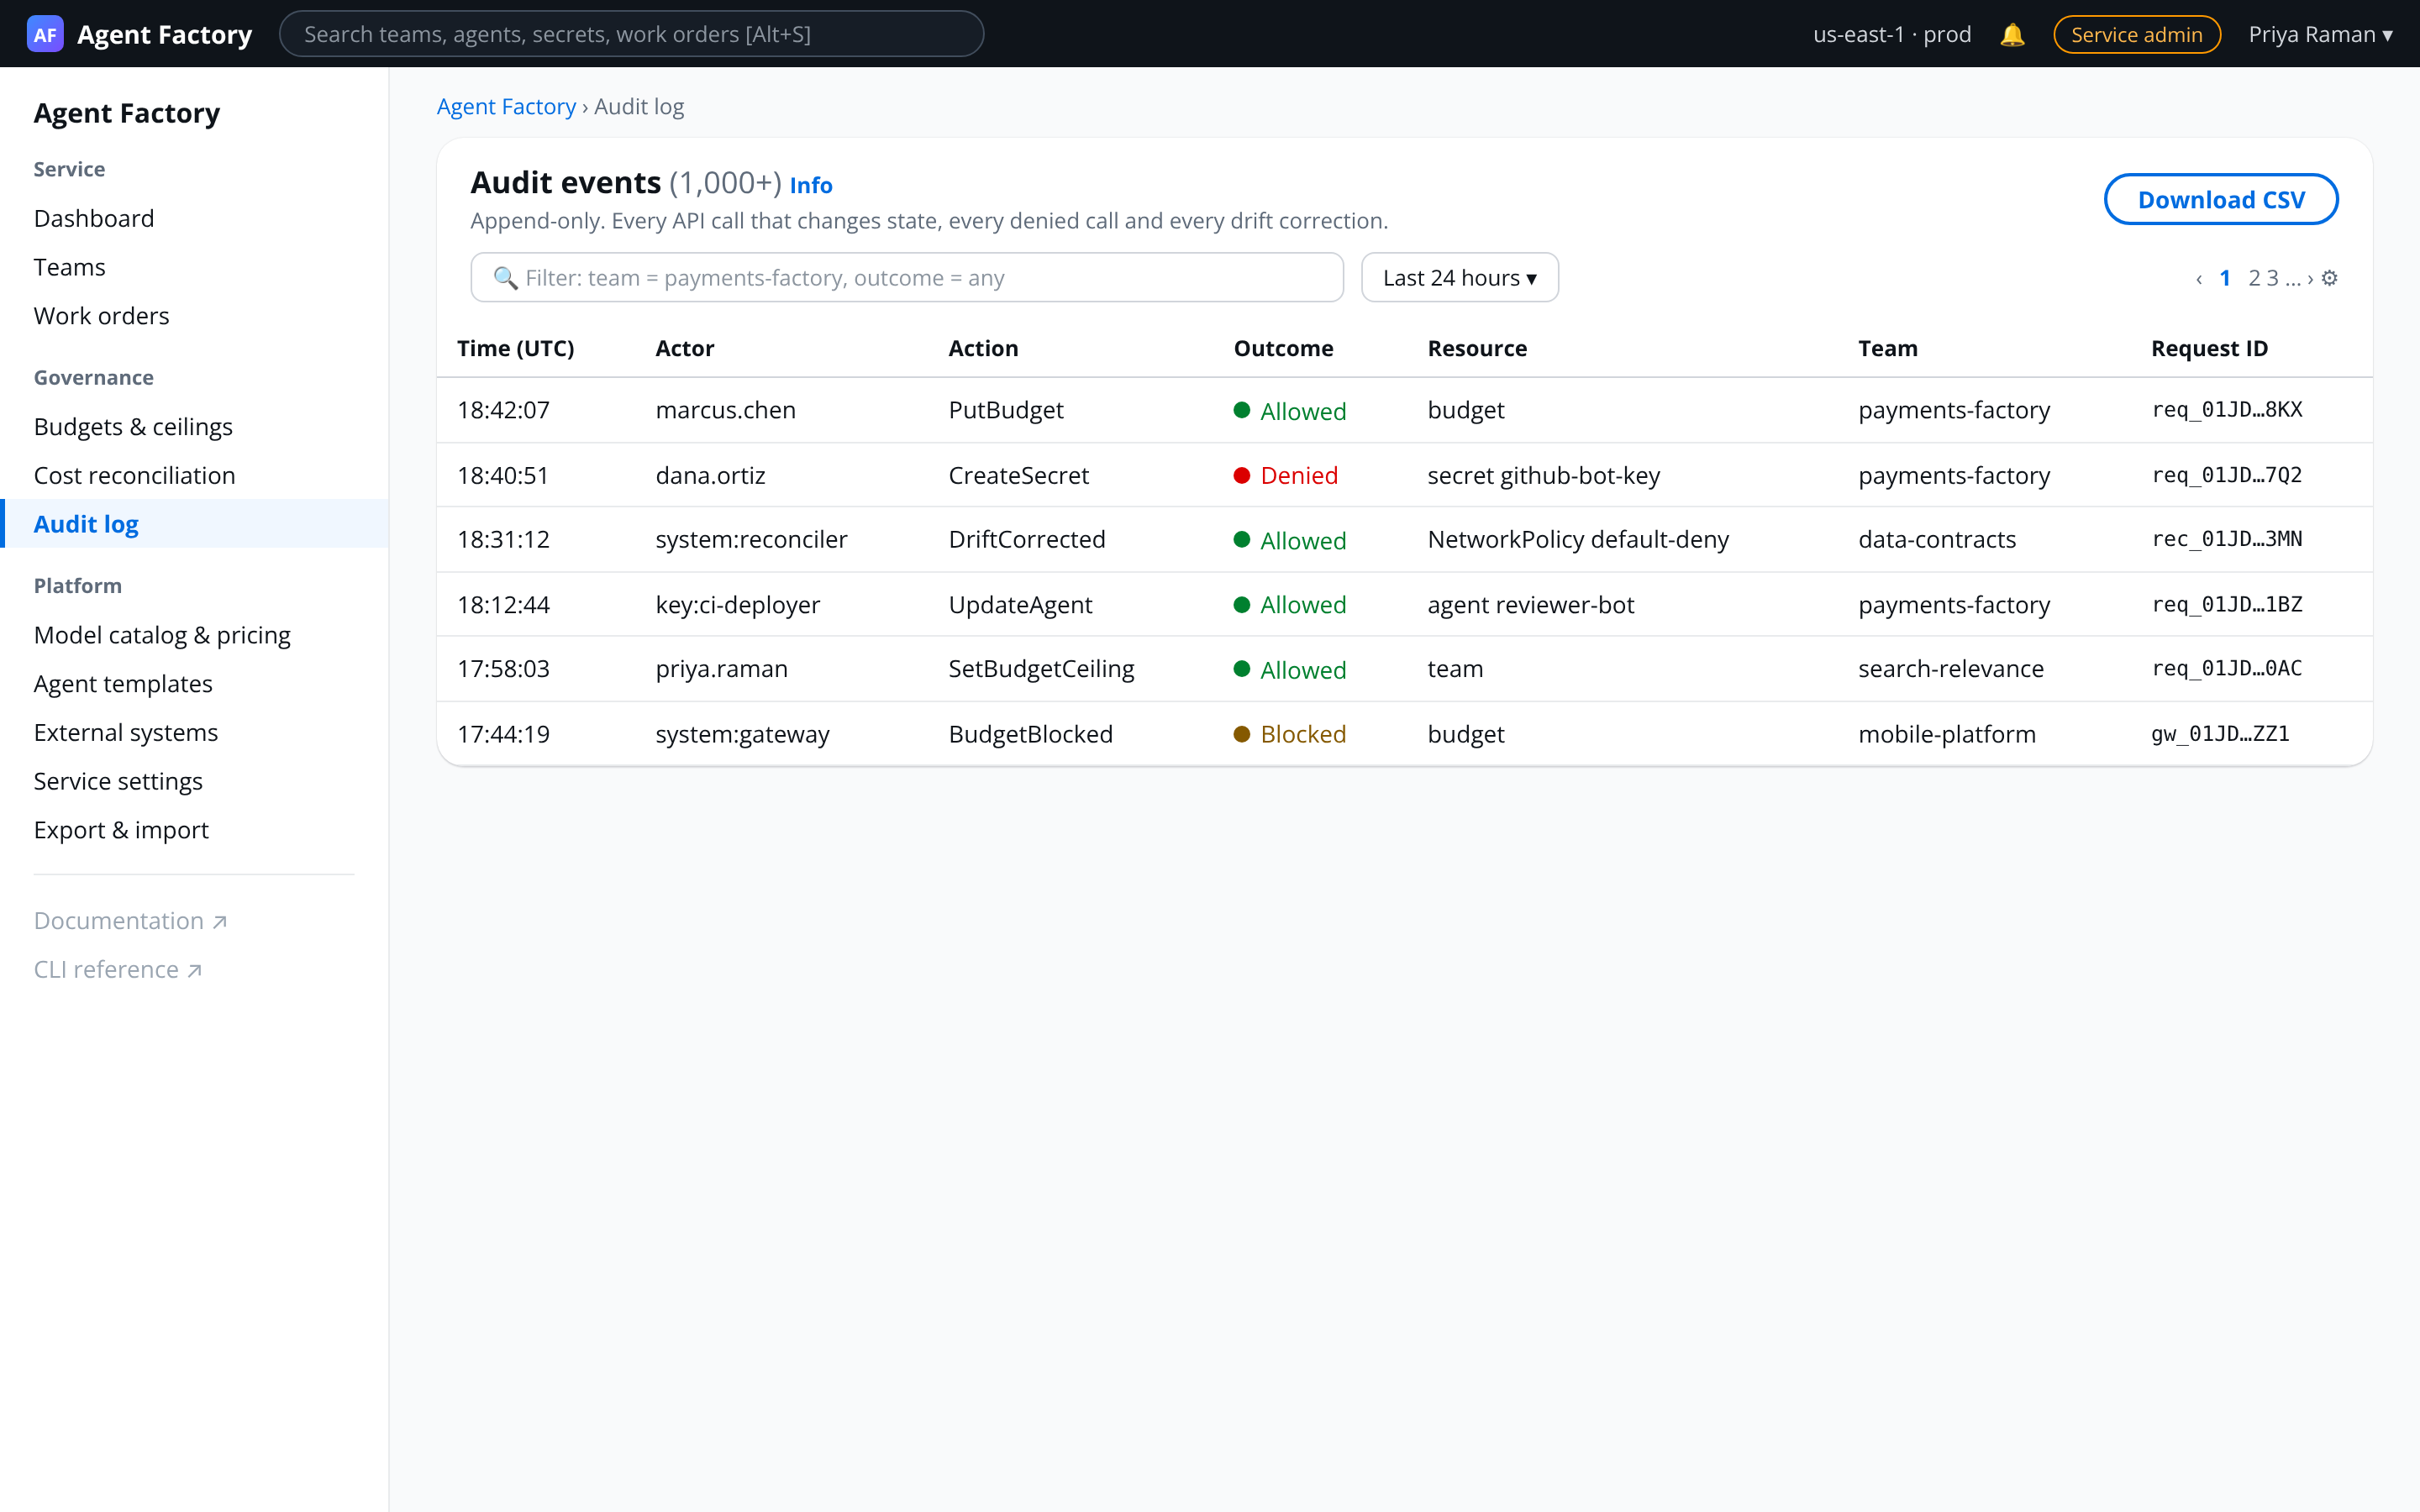 AF Agent Factory Search teams, agents, secrets, work orders [Alt+S] us-east-1 · prod 🔔 Service admin Priya Raman ▾
Agent Factory
Service
Dashboard
Teams
Work orders
Governance
Budgets & ceilings
Cost reconciliation
Audit log
Platform
Model catalog & pricing
Agent templates
External systems
Service settings
Export & import
Documentation ↗
CLI reference ↗
Agent Factory › Audit log
Audit events (1,000+) Info
Append-only. Every API call that changes state, every denied call and every drift correction.
Download CSV
🔍 Filter: team = payments-factory, outcome = any Last 24 hours ▾ ‹ 1 2 3 ... › ⚙
Time (UTC) Actor Action Outcome Resource Team Request ID
18:42:07 marcus.chen PutBudget Allowed budget payments-factory req_01JD…8KX
18:40:51 dana.ortiz CreateSecret Denied secret github-bot-key payments-factory req_01JD…7Q2
18:31:12 system:reconciler DriftCorrected Allowed NetworkPolicy default-deny data-contracts rec_01JD…3MN
18:12:44 key:ci-deployer UpdateAgent Allowed agent reviewer-bot payments-factory req_01JD…1BZ
17:58:03 priya.raman SetBudgetCeiling Allowed team search-relevance req_01JD…0AC
17:44:19 system:gateway BudgetBlocked Blocked budget mobile-platform gw_01JD…ZZ1